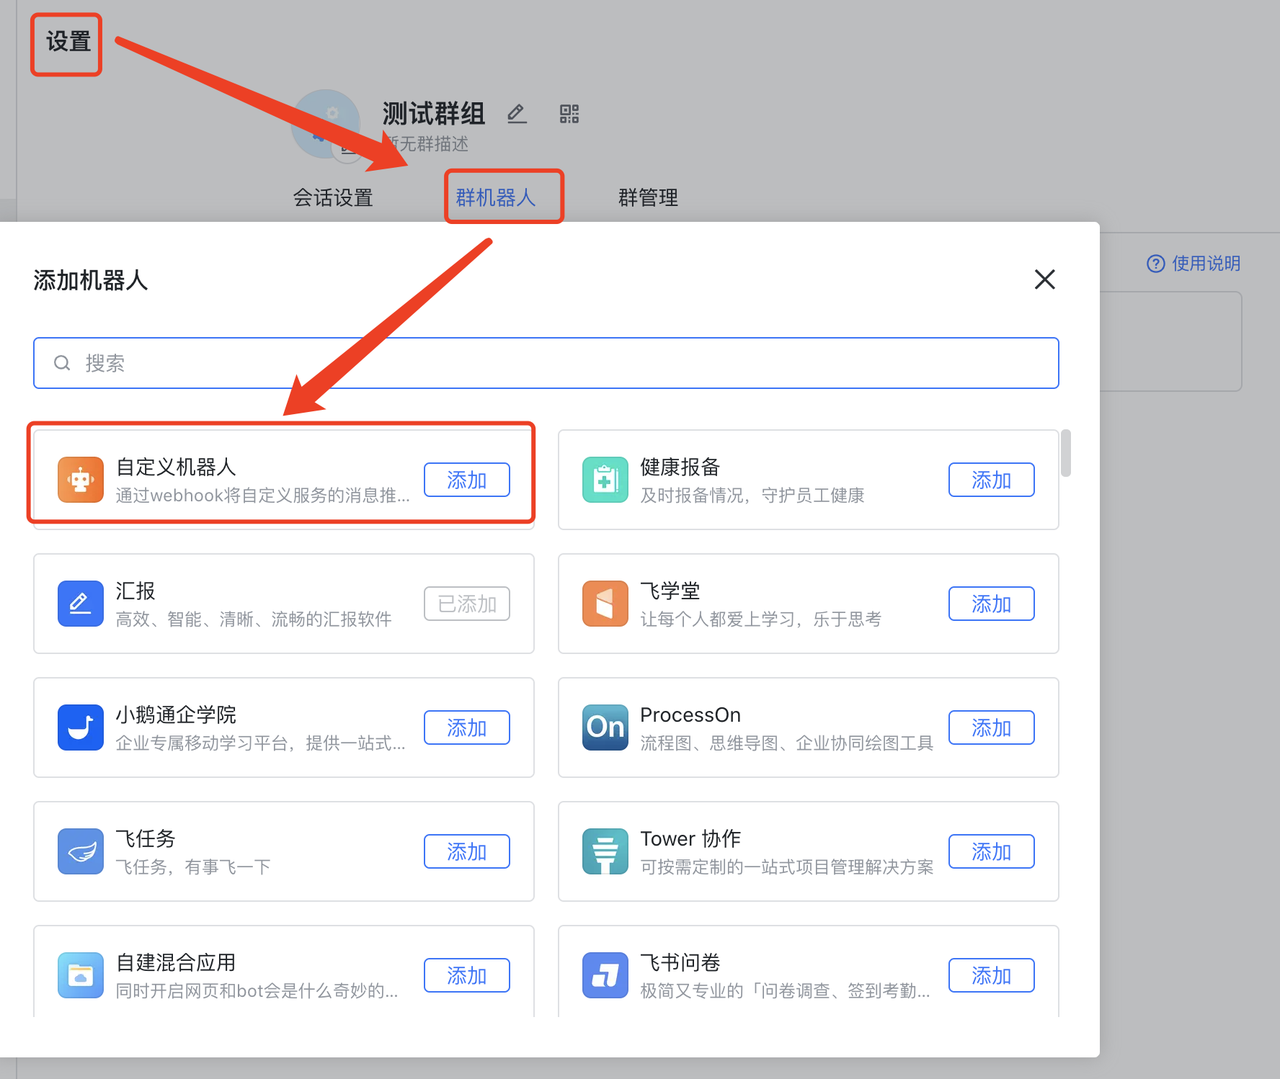 设置
测试群组
暂无群描述
会话设置
群机器人
群管理
使用说明
添加机器人
搜索
自定义机器人
通过webhook将自定义服务的消息推...
添加
健康报备
及时报备情况，守护员工健康
添加
汇报
高效、智能、清晰、流畅的汇报软件
已添加
飞学堂
让每个人都爱上学习，乐于思考
添加
小鹅通企学院
企业专属移动学习平台，提供一站式...
添加
On
ProcessOn
流程图、思维导图、企业协同绘图工具
添加
飞任务
飞任务，有事飞一下
添加
Tower 协作
可按需定制的一站式项目管理解决方案
添加
自建混合应用
同时开启网页和bot会是什么奇妙的...
添加
飞书问卷
极简又专业的「问卷调查、签到考勤...
添加